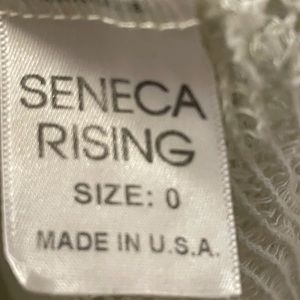 SENECA
RISING
SIZE: 0
MADE IN U.S.A.